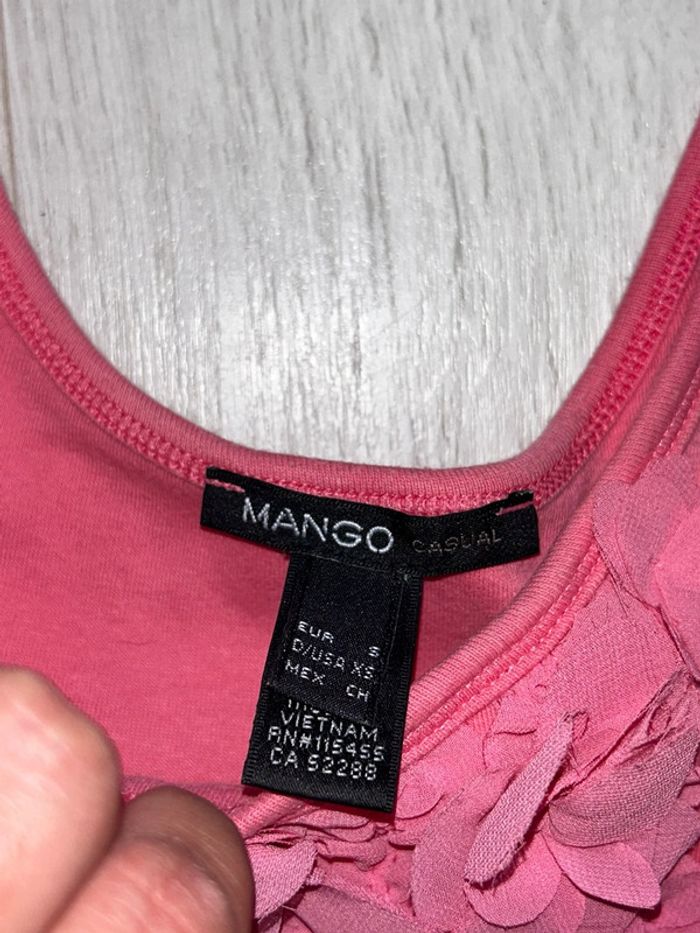 MANGO CASUAL
EUR S
D/USA XS
MEX CH
VIETNAM
RN#115455
CA 52288